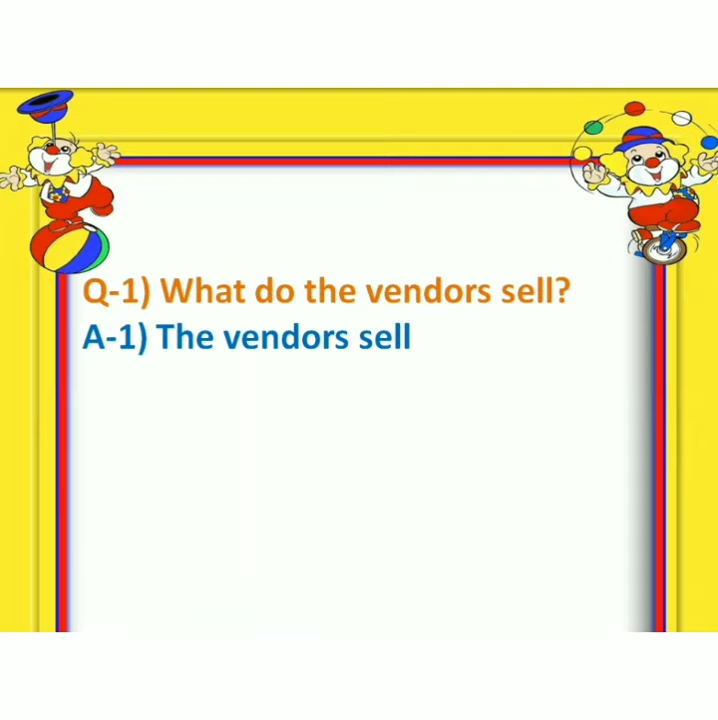 Q-1) What do the vendors sell?
A-1) The vendors sell